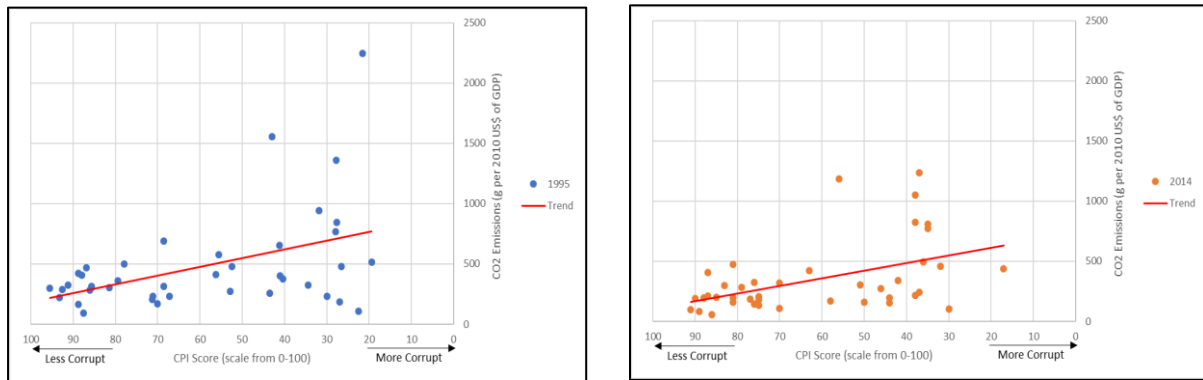 2500
2000
1500
1000
500
0
CO2 Emissions (g per 2010 US$ of GDP)
1995
Trend
100 90 80 70 60 50 40 30 20 10 0
Less Corrupt CPI Score (scale from 0-100) More Corrupt
2500
2000
1500
1000
500
0
CO2 Emissions (g per 2010 US$ of GDP)
2014
Trend
100 90 80 70 60 50 40 30 20 10 0
Less Corrupt CPI Score (scale from 0-100) More Corrupt